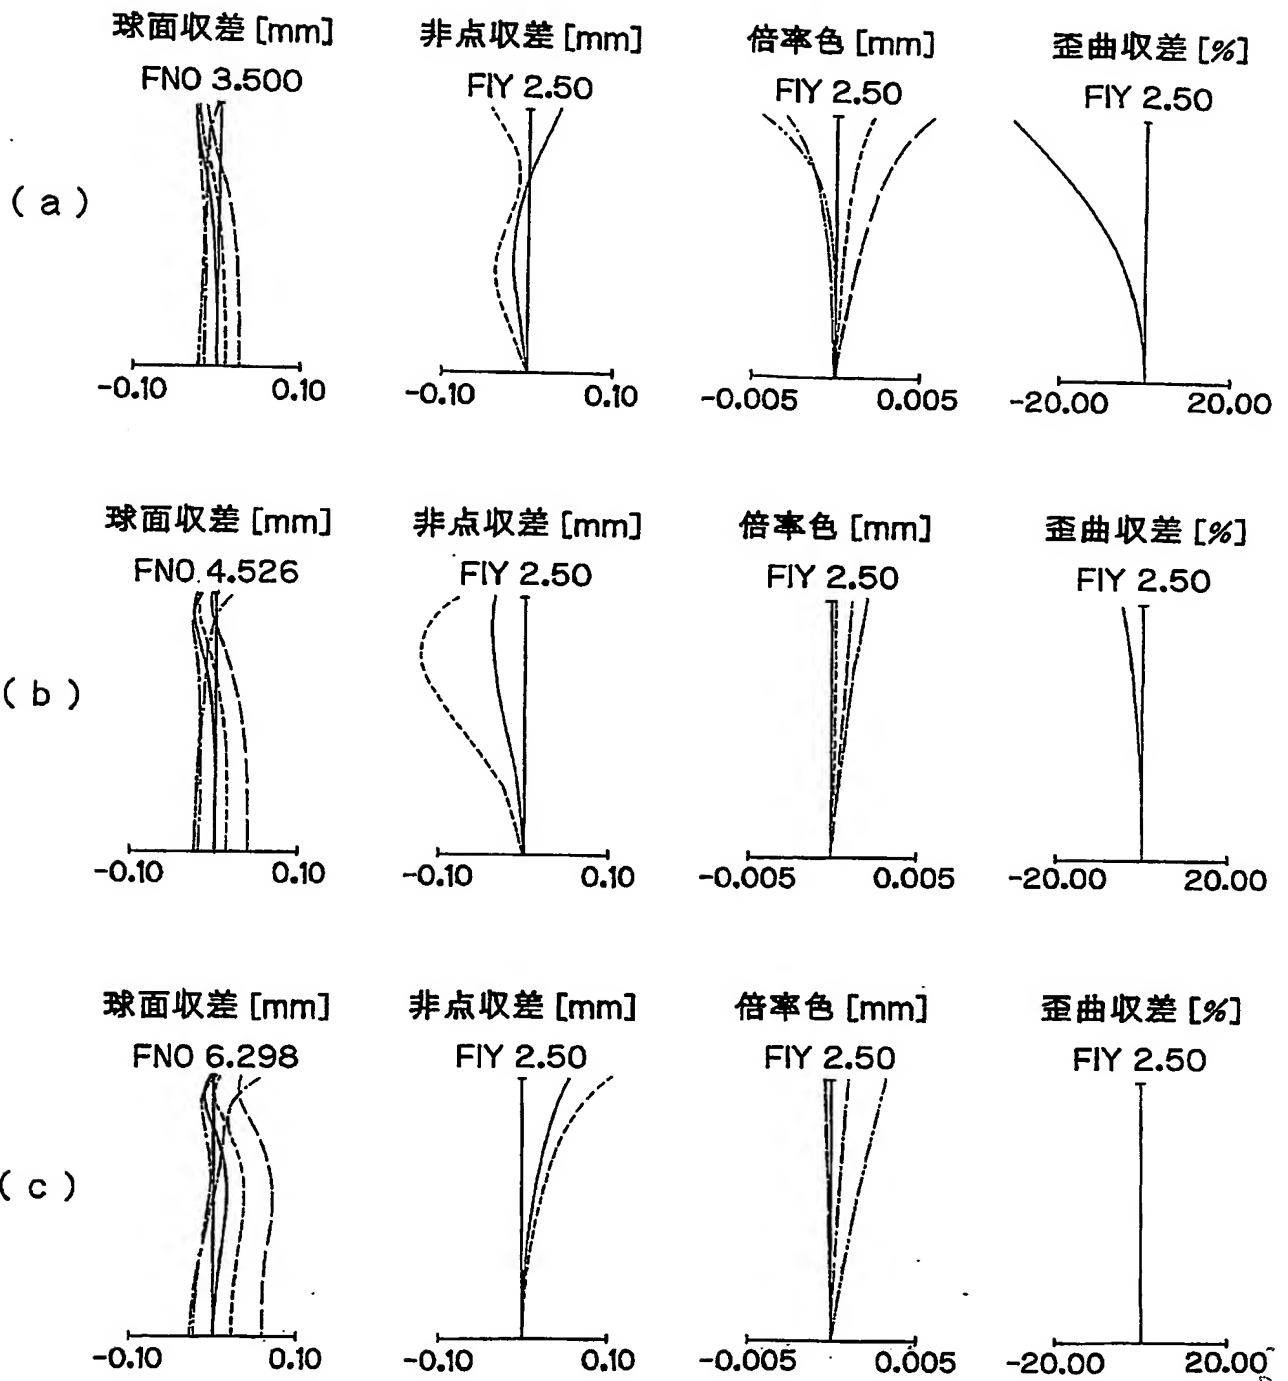 球面収差 [mm] 非点収差 [mm] 倍率色 [mm] 歪曲収差 [%]
FNO 3.500 FIY 2.50 FIY 2.50 FIY 2.50
(a)
-0.10 0.10 -0.10 0.10 -0.005 0.005 -20.00 20.00
球面収差 [mm] 非点収差 [mm] 倍率色 [mm] 歪曲収差 [%]
FNO 4.526 FIY 2.50 FIY 2.50 FIY 2.50
(b)
-0.10 0.10 -0.10 0.10 -0.005 0.005 -20.00 20.00
球面収差 [mm] 非点収差 [mm] 倍率色 [mm] 歪曲収差 [%]
FNO 6.298 FIY 2.50 FIY 2.50 FIY 2.50
(c)
-0.10 0.10 -0.10 0.10 -0.005 0.005 -20.00 20.00